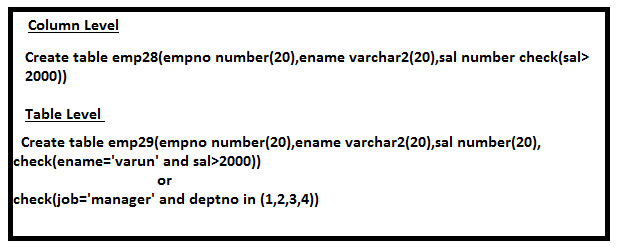 Column Level
Create table emp28(empno number(20),ename varchar2(20),sal number check(sal>
2000))
Table Level
Create table emp29(empno number(20),ename varchar2(20),sal number(20),
check(ename='varun' and sal>2000))
or
check(job='manager' and deptno in (1,2,3,4))